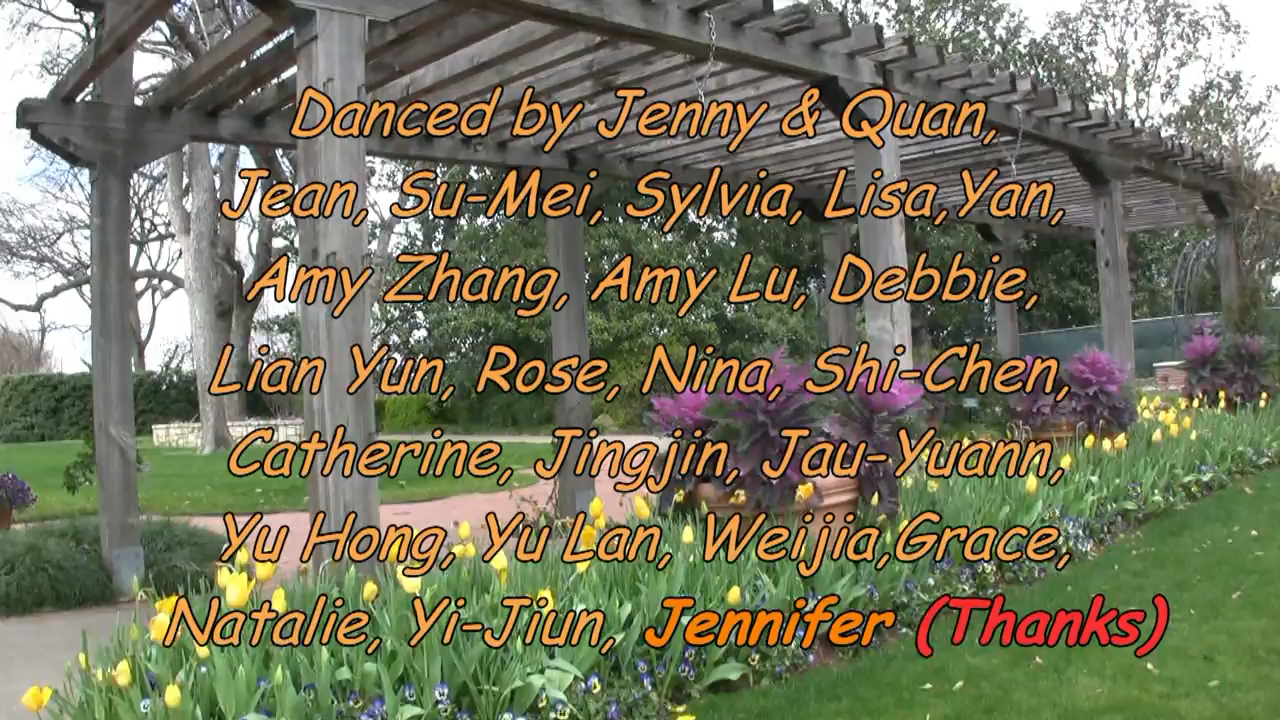 Danced by Jenny & Quan,
Jean, Su-Mei, Sylvia, Lisa,Yan,
Amy Zhang, Amy Lu, Debbie,
Lian Yun, Rose, Nina, Shi-Chen,
Catherine, Jingjin, Jau-Yuann,
Yu Hong, Yu Lan, Weijia,Grace,
Natalie, Yi-Jiun, Jennifer (Thanks)